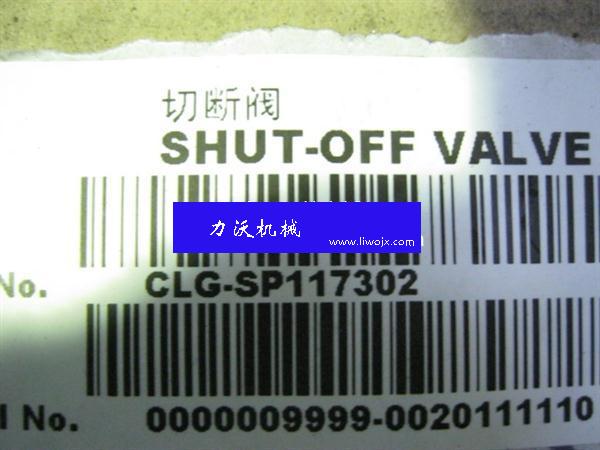 切断阀
SHUT-OFF VALVE
力沃机械
www.liwojx.com
No. CLG-SP117302
No. 0000009999-0020111110